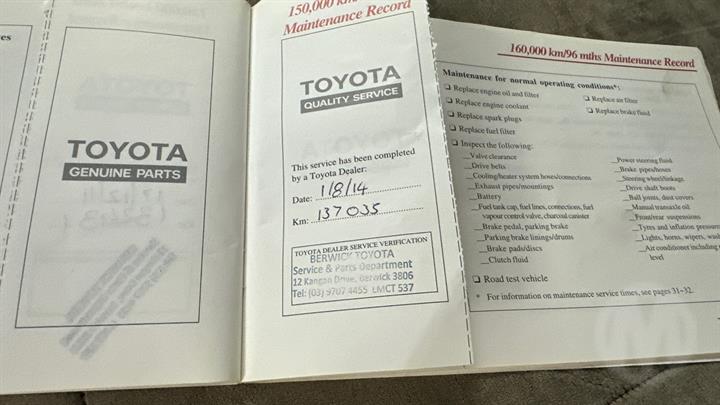 es
TOYOTA
GENUINE PARTS
150,000 km
Maintenance Record
TOYOTA
QUALITY SERVICE
This service has been completed
by a Toyota Dealer:
Date: 1/8/14
Km: 137035
TOYOTA DEALER SERVICE VERIFICATION
BERWICK TOYOTA
Service & Parts Department
12 Kangan Drive, Berwick 3806
Tel: (03) 9707 4455 LMCT 537
160,000 km/96 mths Maintenance Record
Maintenance for normal operating conditions*:
Replace engine oil and filter
Replace engine coolant
Replace spark plugs
Replace fuel filter
Replace air filter
Replace brake fluid
Inspect the following:
Valve clearance
Drive belts
Cooling/heater system hoses/connections
Exhaust pipes/mountings
Battery
Fuel tank cap, fuel lines, connections, fuel
vapour control valve, charcoal canister
Brake pedal, parking brake
Parking brake linings/drums
Brake pads/discs
Clutch fluid
Power steering fluid
Brake pipes/hoses
Steering wheel/linkage
Drive shaft boots
Ball joints, dust covers
Manual transaxle oil
Front/rear suspensions
Tyres and inflation pressure
Lights, horns, wipers, wash
Air conditioner including r
level
Road test vehicle
* For information on maintenance service times, see pages 31–32.